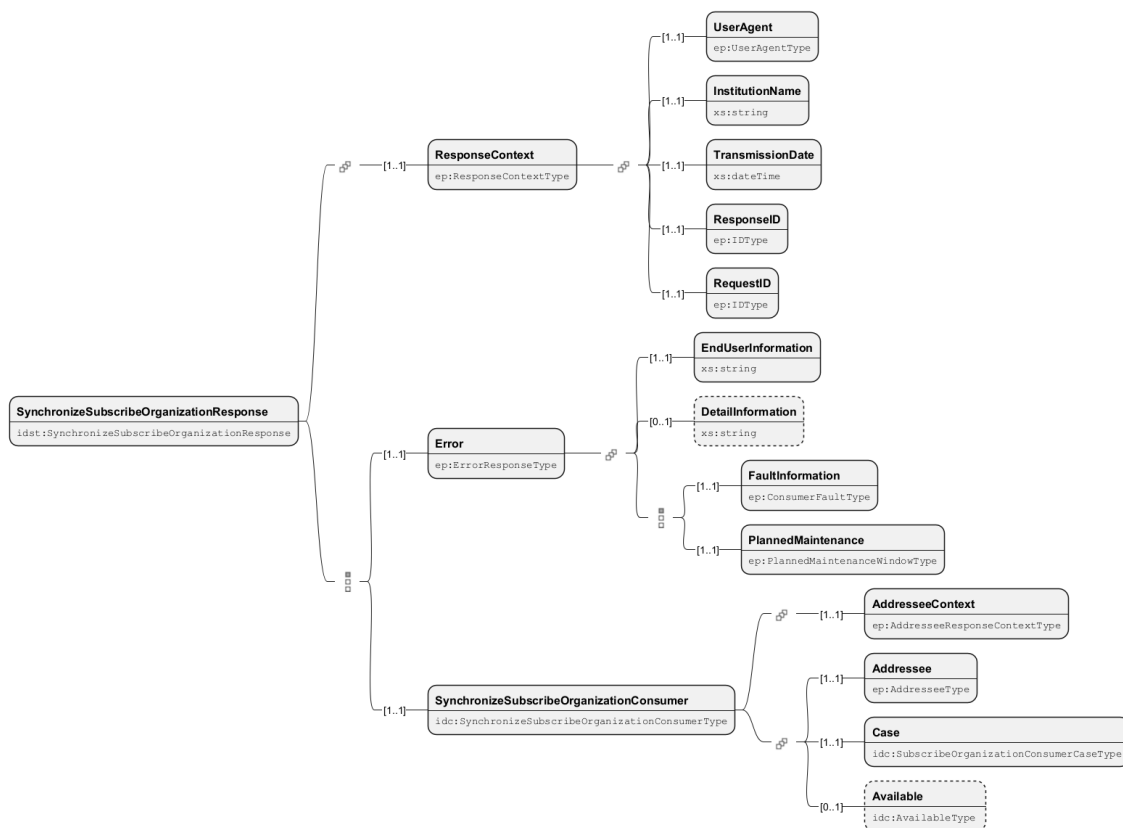 [1..1]
UserAgent
ep:UserAgentType
[1..1]
InstitutionName
xs:string
[1..1]
ResponseContext
ep:ResponseContextType
[1..1]
TransmissionDate
xs:dateTime
[1..1]
ResponseID
ep:IDType
[1..1]
RequestID
ep:IDType
SynchronizeSubscribeOrganizationResponse
idst:SynchronizeSubscribeOrganizationResponse
[1..1]
Error
ep:ErrorResponseType
[1..1]
EndUserInformation
xs:string
[0..1]
DetailInformation
xs:string
[1..1]
FaultInformation
ep:ConsumerFaultType
[1..1]
PlannedMaintenance
ep:PlannedMaintenanceWindowType
[1..1]
SynchronizeSubscribeOrganizationConsumer
idc:SynchronizeSubscribeOrganizationConsumerType
[1..1]
AddresseeContext
ep:AddresseeResponseContextType
[1..1]
Addressee
ep:AddresseeType
[1..1]
Case
idc:SubscribeOrganizationConsumerCaseType
[0..1]
Available
idc:AvailableType